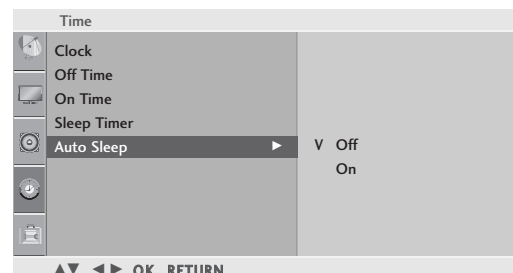 Time
Clock
Off Time
On Time
Sleep Timer
Auto Sleep ▶ V Off
On
▲▼ ◀▶ OK RETURN